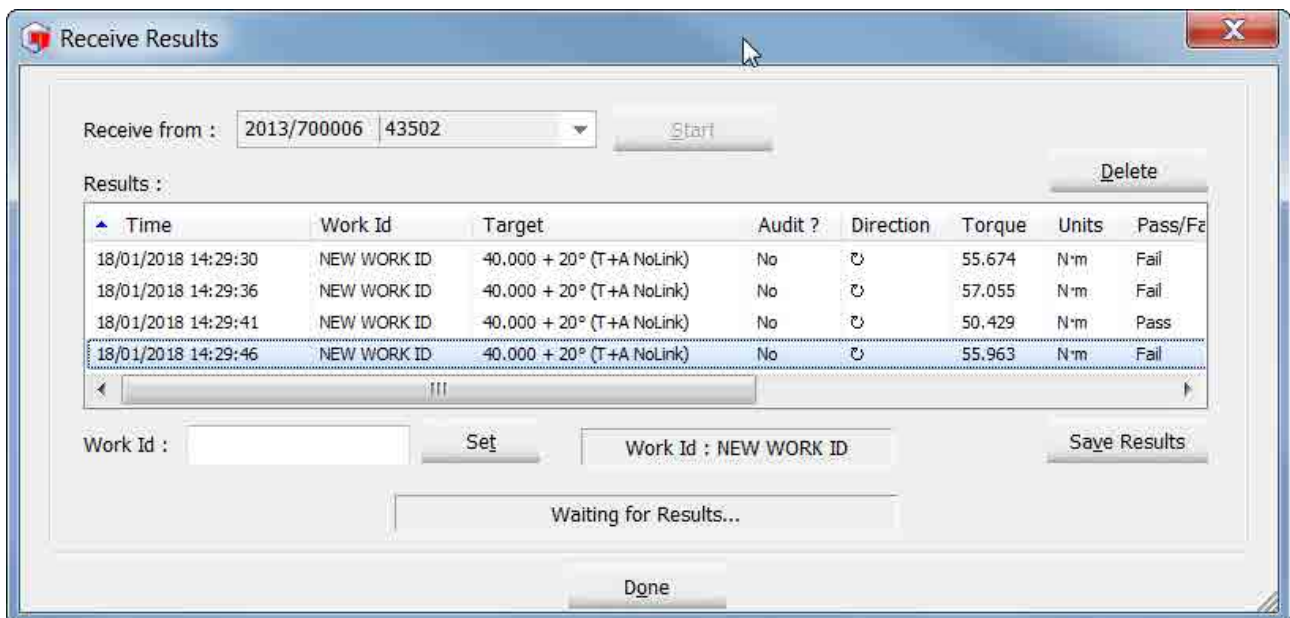 Receive Results
X
Receive from : 2013/700006 43502 Start
Delete
Results :
Time Work Id Target Audit ? Direction Torque Units Pass/Fa
18/01/2018 14:29:30 NEW WORK ID 40.000 + 20° (T+A NoLink) No ↻ 55.674 N·m Fail
18/01/2018 14:29:36 NEW WORK ID 40.000 + 20° (T+A NoLink) No ↻ 57.055 N·m Fail
18/01/2018 14:29:41 NEW WORK ID 40.000 + 20° (T+A NoLink) No ↻ 50.429 N·m Pass
18/01/2018 14:29:46 NEW WORK ID 40.000 + 20° (T+A NoLink) No ↻ 55.963 N·m Fail
Work Id : Set Work Id : NEW WORK ID Save Results
Waiting for Results...
Done